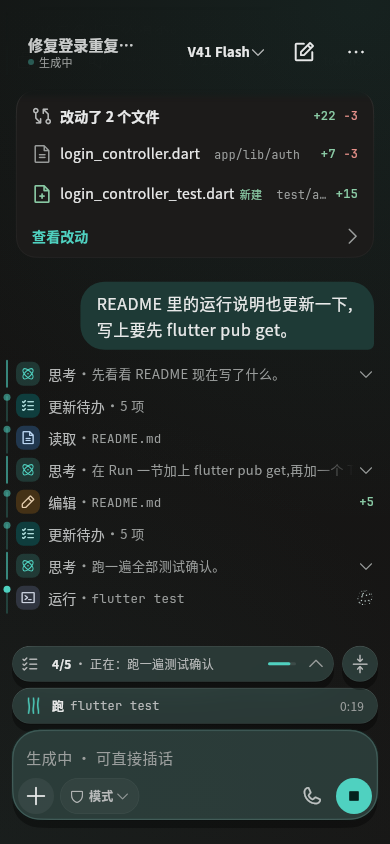 修复登录重复…
生成中
V41 Flash
改动了 2 个文件 +22 -3
login_controller.dart app/lib/auth +7 -3
login_controller_test.dart 新建 test/a… +15
查看改动
README 里的运行说明也更新一下,
写上要先 flutter pub get。
思考 · 先看看 README 现在写了什么。
更新待办 · 5 项
读取 · README.md
思考 · 在 Run 一节加上 flutter pub get,再加一个
编辑 · README.md +5
更新待办 · 5 项
思考 · 跑一遍全部测试确认。
运行 · flutter test
4/5 · 正在: 跑一遍测试确认
跑 flutter test 0:19
生成中 · 可直接插话
模式